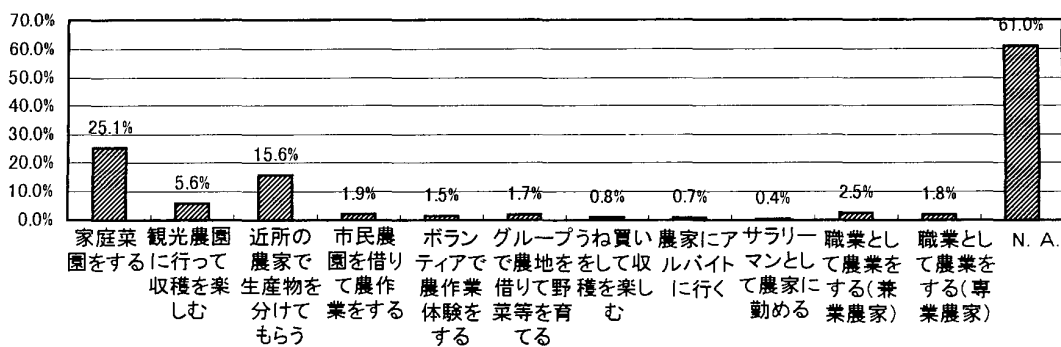 70.0%
60.0%
50.0%
40.0%
30.0%
20.0%
10.0%
0.0%
25.1%
5.6%
15.6%
1.9%
1.5%
1.7%
0.8%
0.7%
0.4%
2.5%
1.8%
61.0%
家庭菜
園をする
観光農園
に行って
収穫を楽
しむ
近所の
農家で
生産物を
分けて
もらう
市民農
園を借り
て農作
業をする
ボラン
ティアで
農作業
体験を
する
グループ
で農地を
借りて野
菜等を育
てる
うね買い
をして収
穫を楽し
む
農家にア
ルバイト
に行く
サラリー
マンとし
て農家に
勤める
職業とし
て農業を
する(兼
業農家)
職業とし
て農業を
する(専
業農家)
N. A.